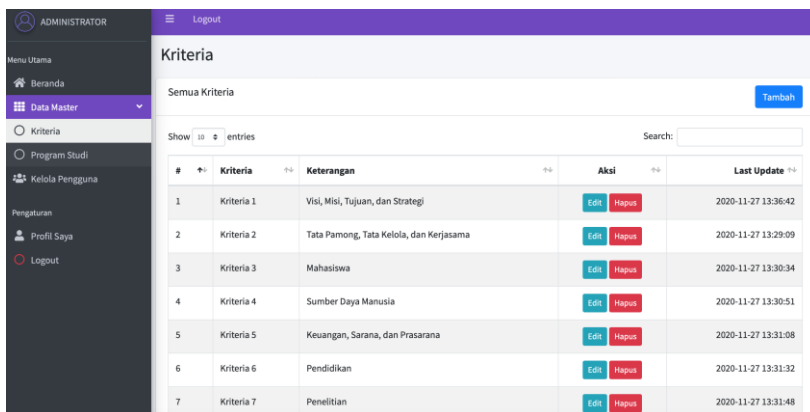 ADMINISTRATOR
Logout
Menu Utama
Beranda
Data Master
Kriteria
Program Studi
Kelola Pengguna
Pengaturan
Profil Saya
Logout
Kriteria
Semua Kriteria
Tambah
Show 10 entries Search:
# Kriteria Keterangan Aksi Last Update
1 Kriteria 1 Visi, Misi, Tujuan, dan Strategi Edit Hapus 2020-11-27 13:36:42
2 Kriteria 2 Tata Pamong, Tata Kelola, dan Kerjasama Edit Hapus 2020-11-27 13:29:09
3 Kriteria 3 Mahasiswa Edit Hapus 2020-11-27 13:30:34
4 Kriteria 4 Sumber Daya Manusia Edit Hapus 2020-11-27 13:30:51
5 Kriteria 5 Keuangan, Sarana, dan Prasarana Edit Hapus 2020-11-27 13:31:08
6 Kriteria 6 Pendidikan Edit Hapus 2020-11-27 13:31:32
7 Kriteria 7 Penelitian Edit Hapus 2020-11-27 13:31:48